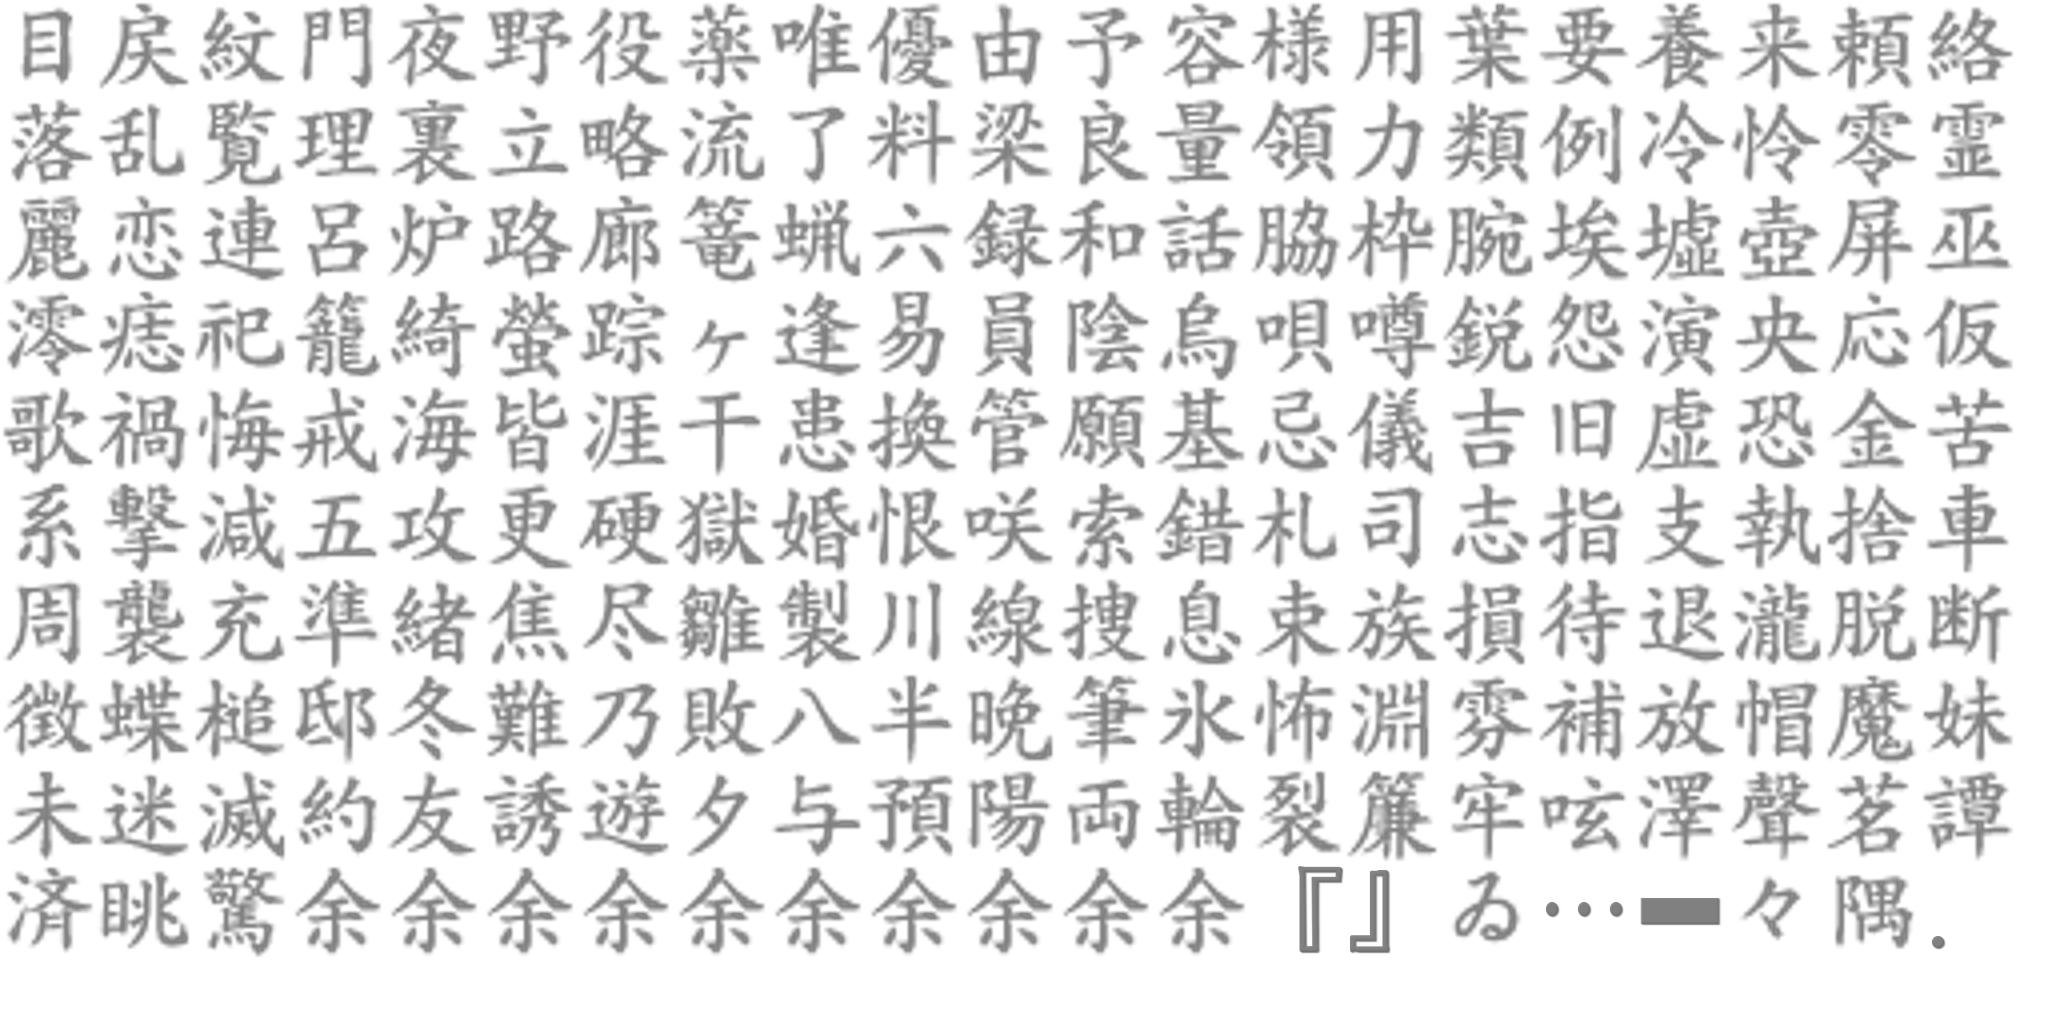 目戻紋門夜野役薬唯優由予容様用葉要養来頼絡
落乱覧理裏立略流了料梁良量領力類例冷怜零霊
麗恋連呂炉路廊篭蝋六録和話脇枠腕埃墟壺屏巫
澪痣祀籠綺螢踪ヶ逢易員陰烏唄噂鋭怨演央応仮
歌禍悔戒海皆涯干患換管願基忌儀吉旧虚恐金苦
系撃減五攻更硬獄婚恨咲索錯札司志指支執捨車
周襲充準緒焦尽雛製川線捜息束族損待退瀧脱断
徴蝶槌邸冬難乃敗八半晩筆氷怖淵雰補放帽魔妹
未迷滅約友誘遊夕与預陽両輪裂簾牢呟澤聲茗譚
済眺驚余余余余余余余余余余『』ゐ…━々隅.